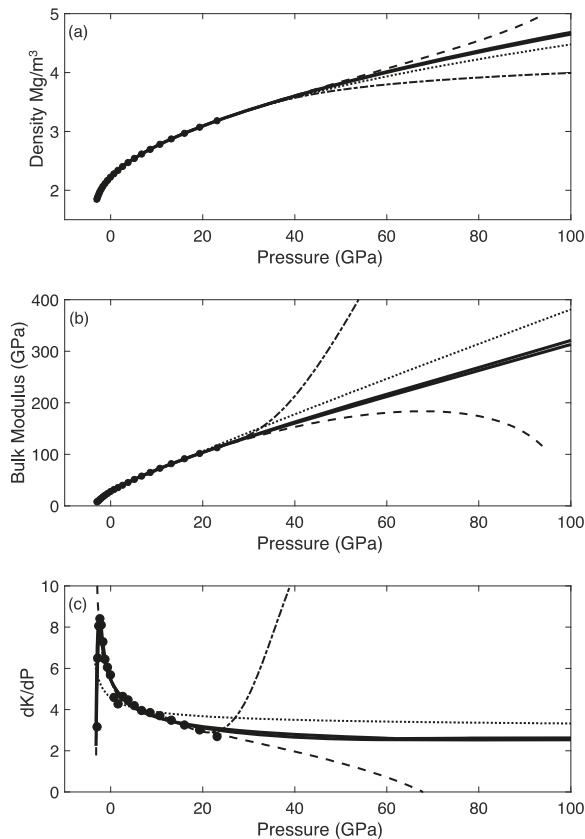 (a)
Density Mg/m³
5
4
3
2
0 20 40 60 80 100
Pressure (GPa)
(b)
Bulk Modulus (GPa)
400
300
200
100
0
0 20 40 60 80 100
Pressure (GPa)
(c)
dK/dP
10
8
6
4
2
0
0 20 40 60 80 100
Pressure (GPa)